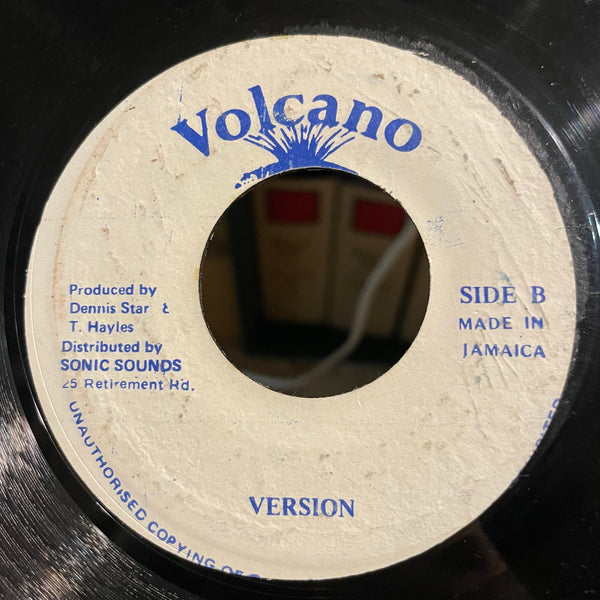 Volcano
Produced by
Dennis Star &
T. Hayles
Distributed by
SONIC SOUNDS
25 Retirement Rd.
SIDE B
MADE IN
JAMAICA
VERSION
UNAUTHORISED COPYING OF